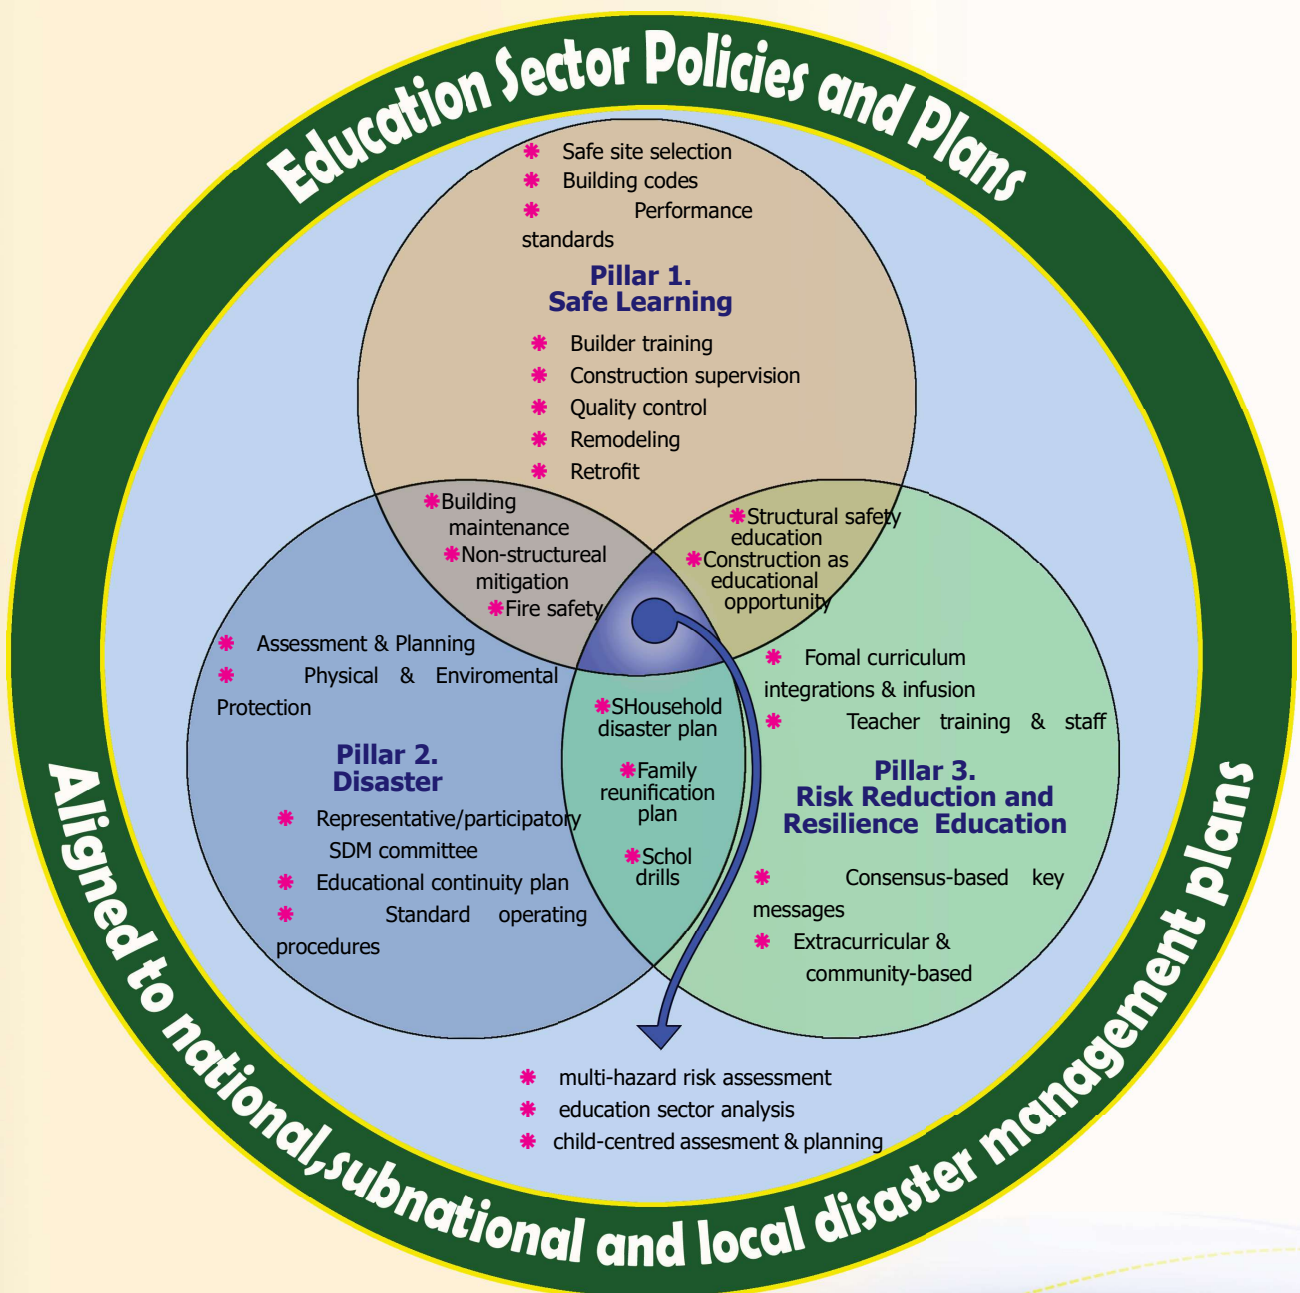 Education Sector Policies and Plans
Safe site selection
Building codes
Performance
standards
Pillar 1.
Safe Learning
Builder training
Construction supervision
Quality control
Remodeling
Retrofit
Building
maintenance
Non-structureal
mitigation
Fire safety
Structural safety
education
Construction as
educational
opportunity
Assessment & Planning
Physical & Enviromental
Protection
Pillar 2.
Disaster
Representative/participatory
SDM committee
Educational continuity plan
Standard operating
procedures
SHousehold
disaster plan
Family
reunification
plan
Schol
drills
Fomal curriculum
integrations & infusion
Teacher training & staff
Pillar 3.
Risk Reduction and
Resilience Education
Consensus-based key
messages
Extracurricular &
community-based
multi-hazard risk assessment
education sector analysis
child-centred assesment & planning
Aligned to national,subnational and local disaster management plans